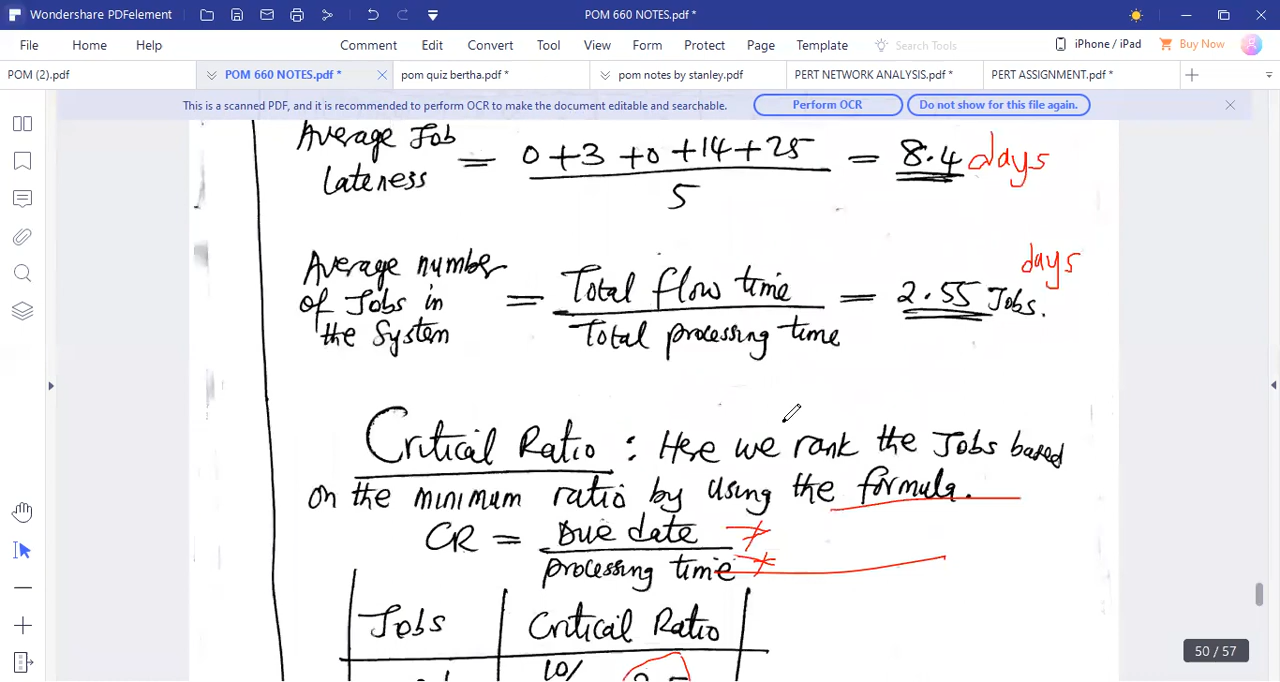 Wondershare PDFelement
POM 660 NOTES.pdf *
File Home Help Comment Edit Convert Tool View Form Protect Page Template Search Tools iPhone / iPad Buy Now
POM (2).pdf POM 660 NOTES.pdf * pom quiz bertha.pdf * pom notes by stanley.pdf PERT NETWORK ANALYSIS.pdf * PERT ASSIGNMENT.pdf *
This is a scanned PDF, and it is recommended to perform OCR to make the document editable and searchable. Perform OCR Do not show for this file again.
Average Job Lateness = 0 + 3 + 0 + 14 + 25 / 5 = 8.4 days
Average number of Jobs in the System = Total flow time / Total processing time = 2.55 Jobs. days
Critical Ratio : Here we rank the Jobs based
on the minimum ratio by using the formula.
CR = Due date / processing time
Jobs Critical Ratio
10/
50 / 57